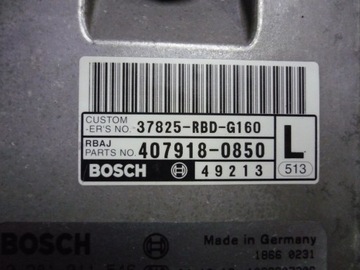 CUSTOM
-ER'S NO. 37825-RBD-G160
RBAJ
PARTS NO. 407918-0850
BOSCH 49213
L
513
BOSCH
Made in Germany
1866 0231